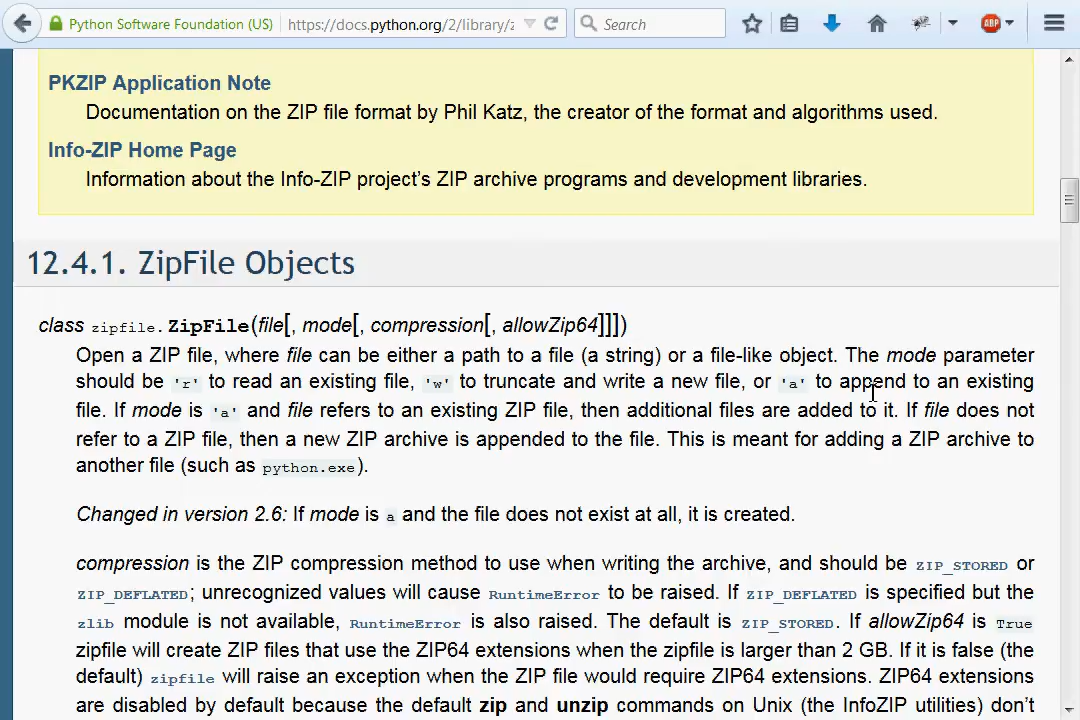 Python Software Foundation (US)
https://docs.python.org/2/library/z
Search
ABP
PKZIP Application Note
Documentation on the ZIP file format by Phil Katz, the creator of the format and algorithms used.
Info-ZIP Home Page
Information about the Info-ZIP project’s ZIP archive programs and development libraries.
12.4.1. ZipFile Objects
class zipfile.ZipFile(file[, mode[, compression[, allowZip64]]])
Open a ZIP file, where file can be either a path to a file (a string) or a file-like object. The mode parameter
should be 'r' to read an existing file, 'w' to truncate and write a new file, or 'a' to append to an existing
file. If mode is 'a' and file refers to an existing ZIP file, then additional files are added to it. If file does not
refer to a ZIP file, then a new ZIP archive is appended to the file. This is meant for adding a ZIP archive to
another file (such as python.exe).
Changed in version 2.6: If mode is a and the file does not exist at all, it is created.
compression is the ZIP compression method to use when writing the archive, and should be ZIP_STORED or
ZIP_DEFLATED; unrecognized values will cause RuntimeError to be raised. If ZIP_DEFLATED is specified but the
zlib module is not available, RuntimeError is also raised. The default is ZIP_STORED. If allowZip64 is True
zipfile will create ZIP files that use the ZIP64 extensions when the zipfile is larger than 2 GB. If it is false (the
default) zipfile will raise an exception when the ZIP file would require ZIP64 extensions. ZIP64 extensions
are disabled by default because the default zip and unzip commands on Unix (the InfoZIP utilities) don’t